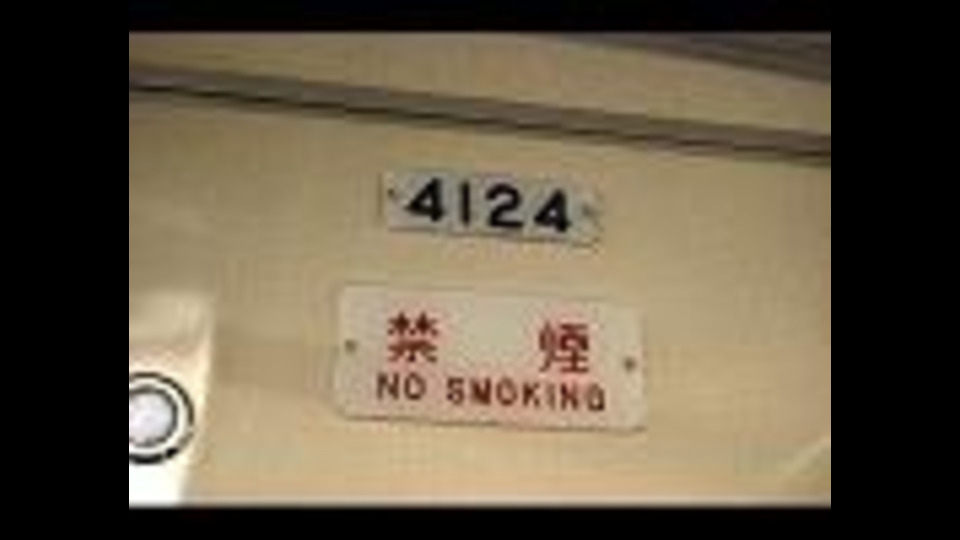 4124
禁 煙
NO SMOKING